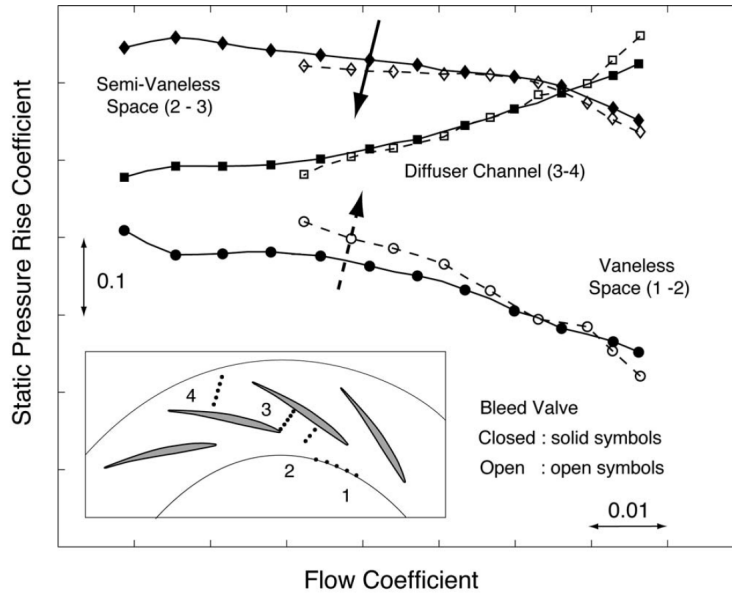 Static Pressure Rise Coefficient
Semi-Vaneless
Space (2 - 3)
Diffuser Channel (3-4)
0.1
Vaneless
Space (1 -2)
4
3
2
1
Bleed Valve
Closed : solid symbols
Open : open symbols
0.01
Flow Coefficient